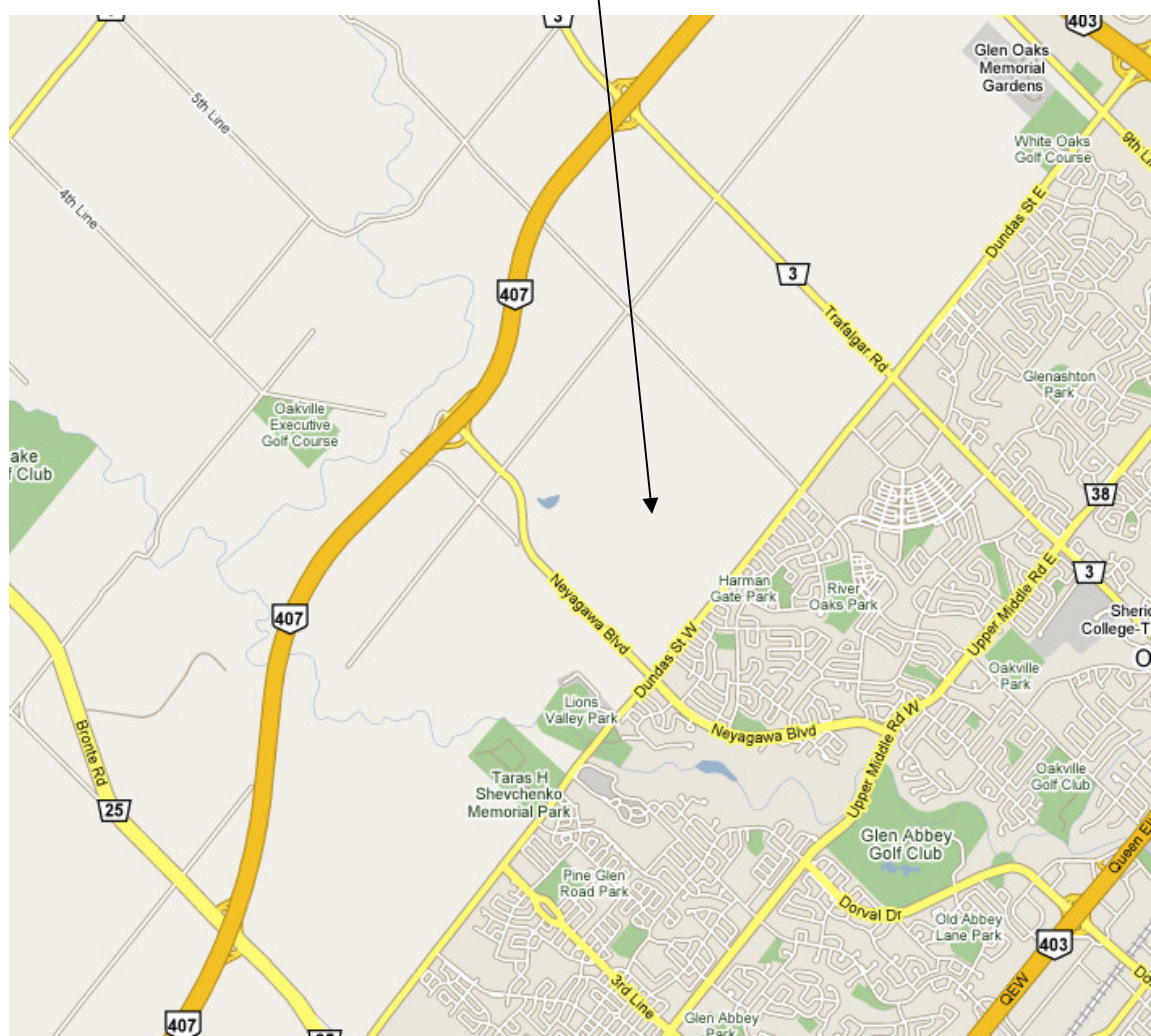 3
403
Glen Oaks
Memorial
Gardens
5th Line
White Oaks
Golf Course
4th Line
Dundas St E
3
407
Trafalgar Rd
Glenashton
Park
Oakville
Executive
Golf Course
ake
f Club
38
Neyagawa Blvd
Harman
Gate Park
River
Oaks Park
Upper Middle Rd E
3
407
Sherid
College-T
O
Oakville
Park
Dundas St W
Lions
Valley Park
Neyagawa Blvd
Upper Middle Rd W
Bronte Rd
Taras H
Shevchenko
Memorial Park
25
Oakville
Golf Club
Glen Abbey
Golf Club
Queen El
Pine Glen
Road Park
Dorval Dr
Old Abbey
Lane Park
403
3rd Line
QEW
407
Glen Abbey
Park